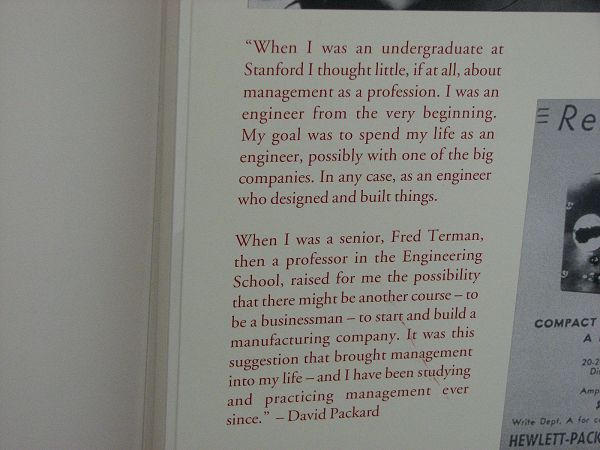 “When I was an undergraduate at
Stanford I thought little, if at all, about
management as a profession. I was an
engineer from the very beginning.
My goal was to spend my life as an
engineer, possibly with one of the big
companies. In any case, as an engineer
who designed and built things.
When I was a senior, Fred Terman,
then a professor in the Engineering
School, raised for me the possibility
that there might be another course – to
be a businessman – to start and build a
manufacturing company. It was this
suggestion that brought management
into my life – and I have been studying
and practicing management ever
since.” – David Packard
COMPACT
A
20-2
Write Dept. A for
HEWLETT-PACK